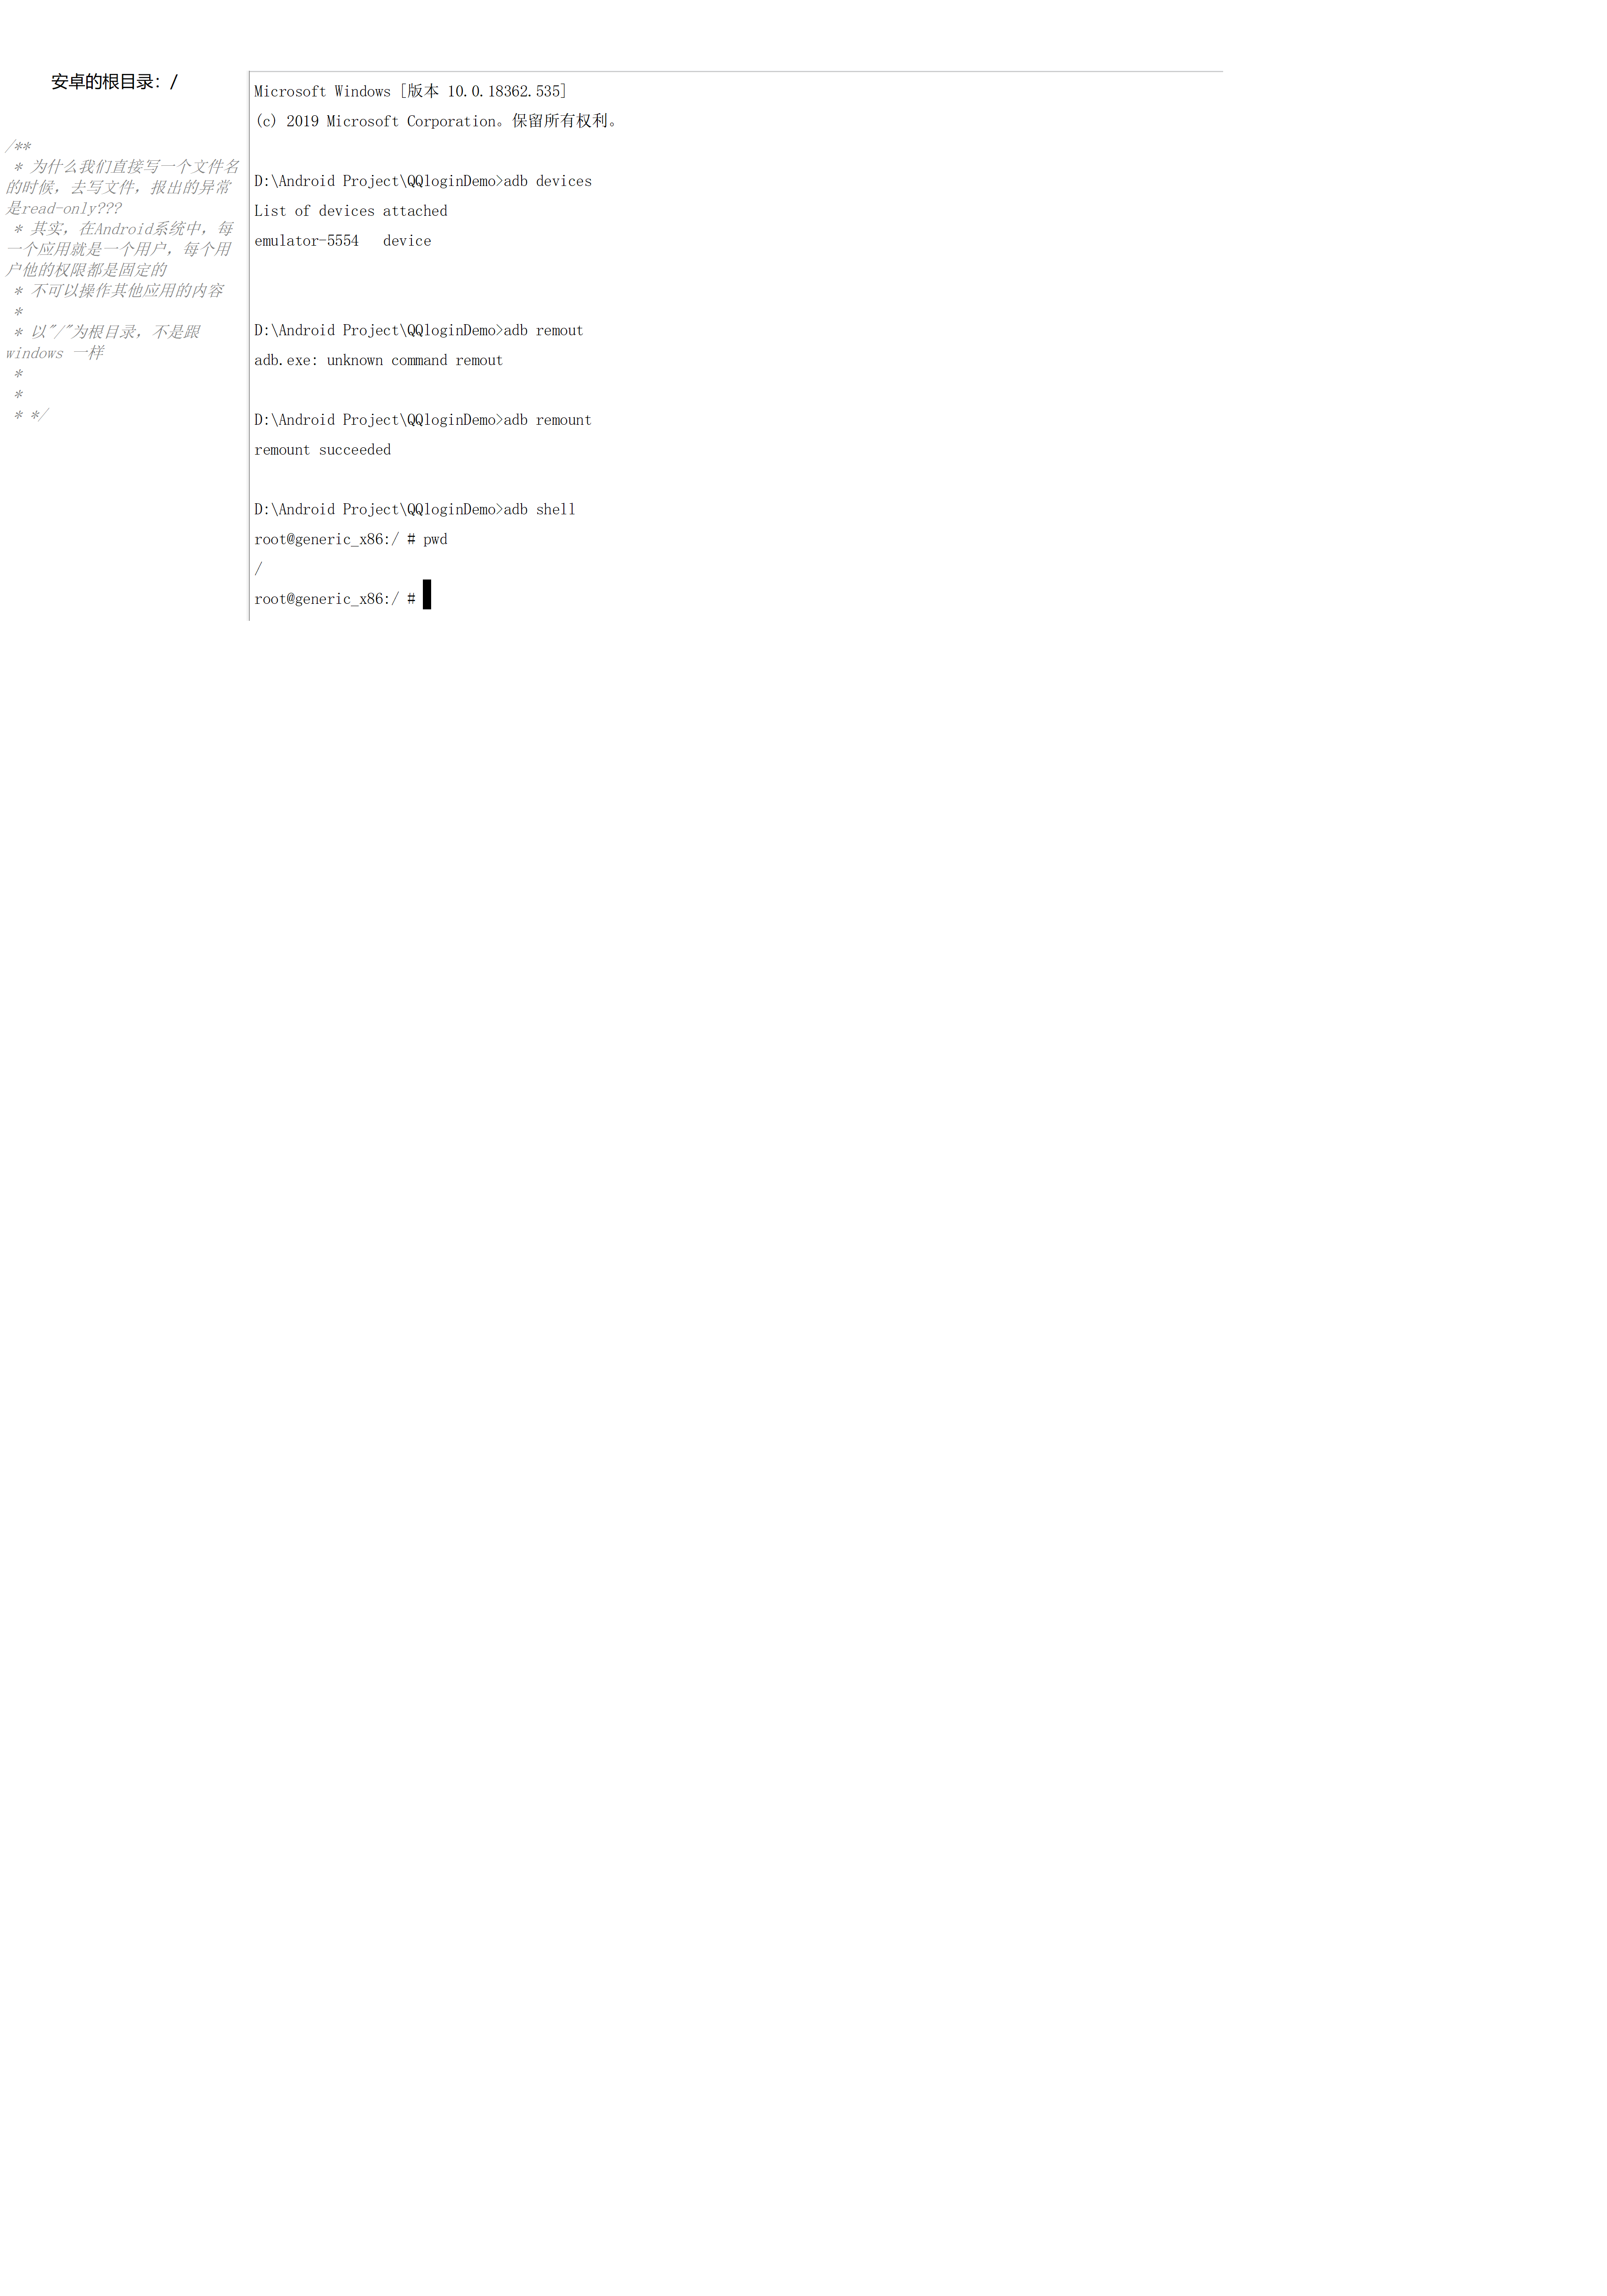 安卓的根目录：/
/**
 * 为什么我们直接写一个文件名
的时候，去写文件，报出的异常
是read-only???
 * 其实，在Android系统中，每
一个应用就是一个用户，每个用
户他的权限都是固定的
 * 不可以操作其他应用的内容
 *
 * 以"/"为根目录，不是跟
windows 一样
 *
 *
 * */
Microsoft Windows [版本 10.0.18362.535]
(c) 2019 Microsoft Corporation。保留所有权利。
D:\Android Project\QQloginDemo>adb devices
List of devices attached
emulator-5554   device
D:\Android Project\QQloginDemo>adb remout
adb.exe: unknown command remout
D:\Android Project\QQloginDemo>adb remount
remount succeeded
D:\Android Project\QQloginDemo>adb shell
root@generic_x86:/ # pwd
/
root@generic_x86:/ #